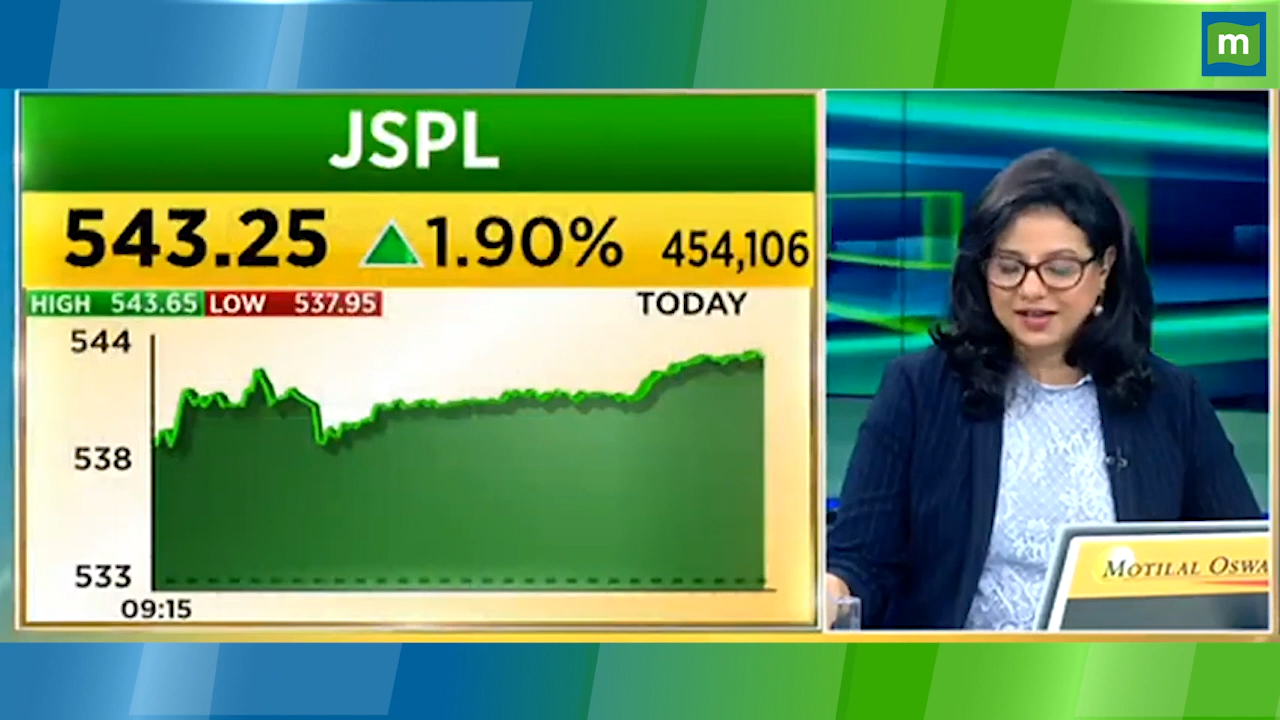 m
JSPL
543.25 ▲1.90% 454,106
HIGH 543.65 LOW 537.95 TODAY
544
538
533
09:15
MOTILAL OSWA